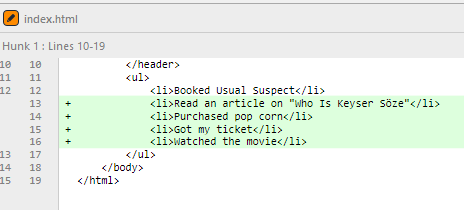 index.html
Hunk 1 : Lines 10-19
10 10 </header>
11 11 <ul>
12 12 <li>Booked Usual Suspect</li>
13 + <li>Read an article on "Who Is Keyser Söze"</li>
14 + <li>Purchased pop corn</li>
15 + <li>Got my ticket</li>
16 + <li>Watched the movie</li>
13 17 </ul>
14 18 </body>
15 19 </html>